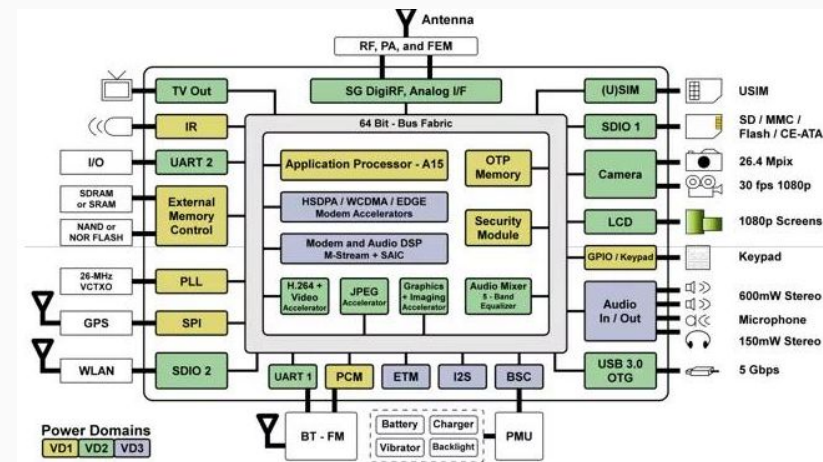 Antenna
RF, PA, and FEM
SG DigiRF, Analog I/F
TV Out
(U)SIM
USIM
64 Bit - Bus Fabric
IR
SDIO 1
SD / MMC /
Flash / CE-ATA
I/O
UART 2
Application Processor - A15
OTP
Memory
Camera
26.4 Mpix
30 fps 1080p
SDRAM
or SRAM
NAND or
NOR FLASH
External
Memory
Control
HSDPA / WCDMA / EDGE
Modem Accelerators
Security
Module
LCD
1080p Screens
Modem and Audio DSP
M-Stream + SAIC
GPIO / Keypad
Keypad
26-MHz
VCTXO
PLL
H.264 +
Video
Accelerator
JPEG
Accelerator
Graphics
+ Imaging
Accelerator
Audio Mixer
5 - Band
Equalizer
Audio
In / Out
600mW Stereo
Microphone
150mW Stereo
GPS
SPI
WLAN
SDIO 2
UART 1
PCM
ETM
I2S
BSC
USB 3.0
OTG
5 Gbps
BT - FM
Battery
Charger
Vibrator
Backlight
PMU
Power Domains
VD1 VD2 VD3